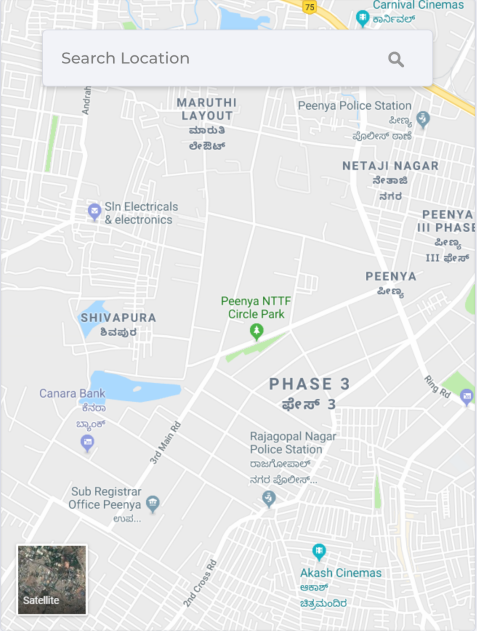 Carnival Cinemas
ಕಾರ್ನಿವಲ್
75
Search Location
Andrah
MARUTHI
LAYOUT
ಮಾರುತಿ
ಲೇಔಟ್
Peenya Police Station
ಪೀಣ್ಯ
ಪೊಲೀಸ್ ಠಾಣೆ
NETAJI NAGAR
ನೇತಾಜಿ
ನಗರ
Sln Electricals
& electronics
PEENYA
III PHASE
ಪೀಣ್ಯ
III ಫೇಸ್
PEENYA
ಪೀಣ್ಯ
Peenya NTTF
Circle Park
SHIVAPURA
ಶಿವಪುರ
PHASE 3
ಫೇಸ್ 3
Ring Rd
Canara Bank
ಕೆನರಾ
ಬ್ಯಾಂಕ್
3rd Main Rd
Rajagopal Nagar
Police Station
ರಾಜಗೋಪಾಲ್
ನಗರ ಪೊಲೀಸ್...
Sub Registrar
Office Peenya
ಉಪ...
2nd Cross Rd
Akash Cinemas
ಆಕಾಶ್
ಚಿತ್ರಮಂದಿರ
Satellite